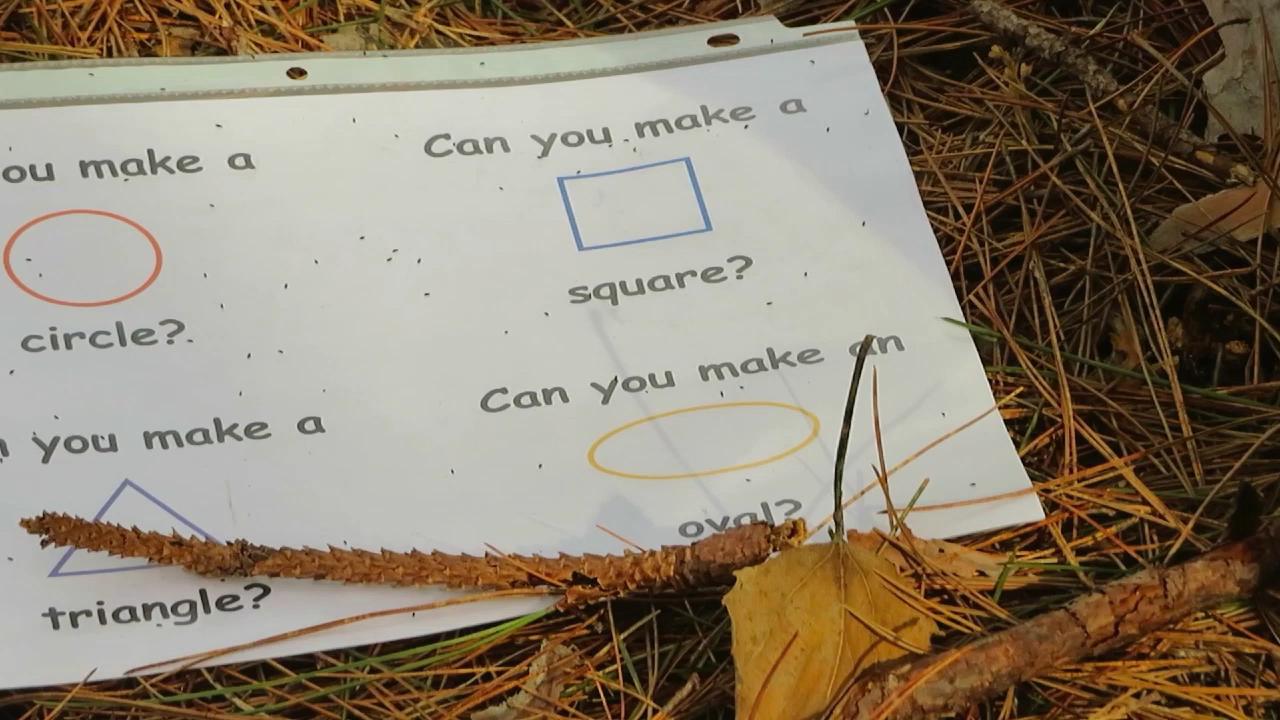 ou make a
circle?
Can you make a
square?
you make a
triangle?
Can you make an
oval?